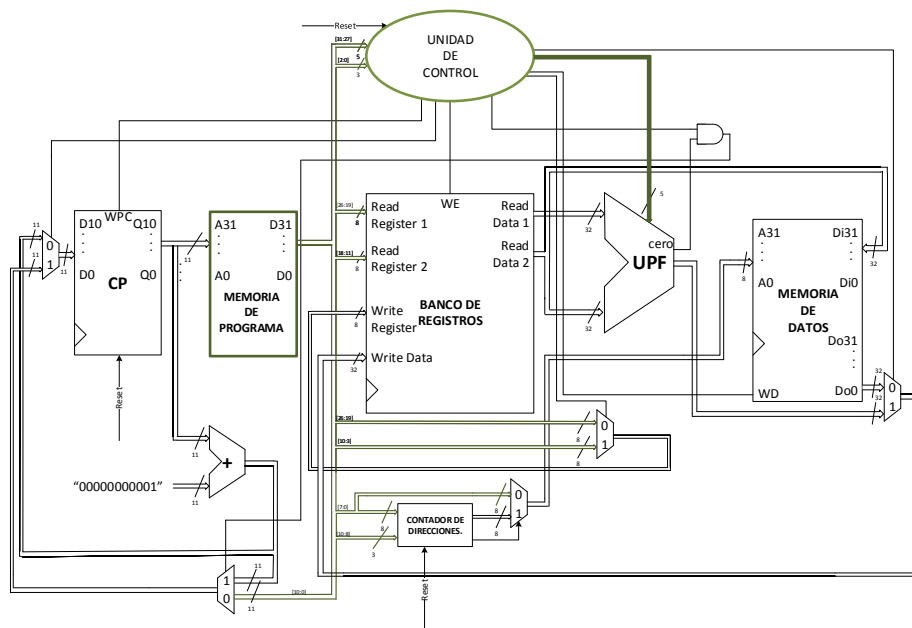 Reset
[31:27]
5
[2:0]
3
UNIDAD
DE
CONTROL
WPC
D10 Q10
D0 Q0
CP
11
11
0
1
11
11
A31 D31
A0 D0
MEMORIA
DE
PROGRAMA
[26:19]
8
[18:11]
8
8
32
Read
Register 1
Read
Register 2
Write
Register
Write Data
WE
Read
Data 1
Read
Data 2
BANCO DE
REGISTROS
32
32
5
cero
UPF
8
A31 Di31
A0 Di0
MEMORIA
DE
DATOS
Do31
WD Do0
32
32
32
0
1
Reset
11
"00000000001"
11
+
[26:19]
[10:3]
8
8
0
1
[7:0]
[10:8]
8
3
CONTADOR DE
DIRECCIONES.
8
8
8
0
1
Reset
1
0
11
11
[10:0]